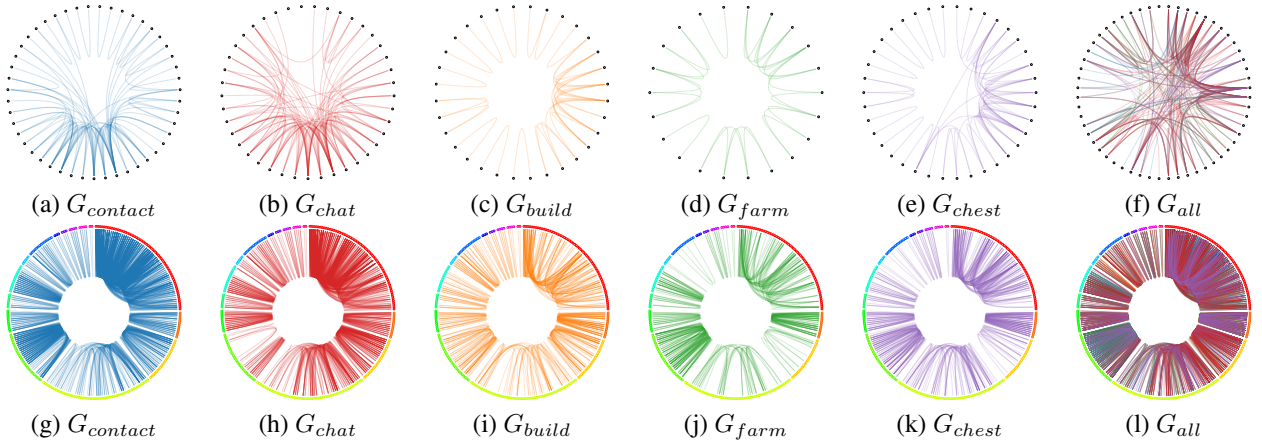 (a) G_contact (b) G_chat (c) G_build (d) G_farm (e) G_chest (f) G_all
(g) G_contact (h) G_chat (i) G_build (j) G_farm (k) G_chest (l) G_all